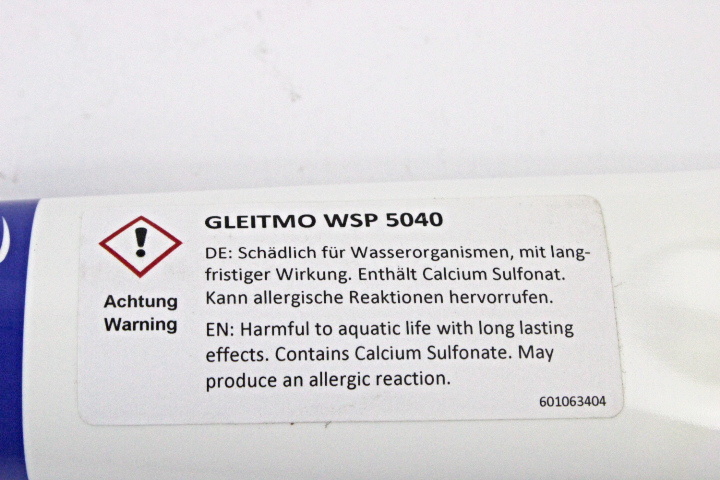 GLEITMO WSP 5040
DE: Schädlich für Wasserorganismen, mit lang-
fristiger Wirkung. Enthält Calcium Sulfonat.
Kann allergische Reaktionen hervorrufen.
Achtung
Warning
EN: Harmful to aquatic life with long lasting
effects. Contains Calcium Sulfonate. May
produce an allergic reaction.
601063404